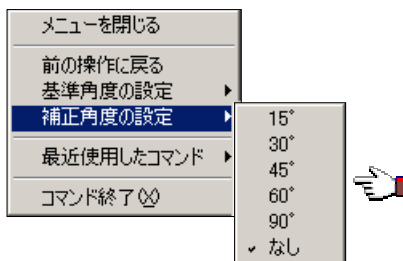 メニューを閉じる
前の操作に戻る
基準角度の設定
補正角度の設定
最近使用したコマンド
コマンド終了(X)
15°
30°
45°
60°
90°
なし